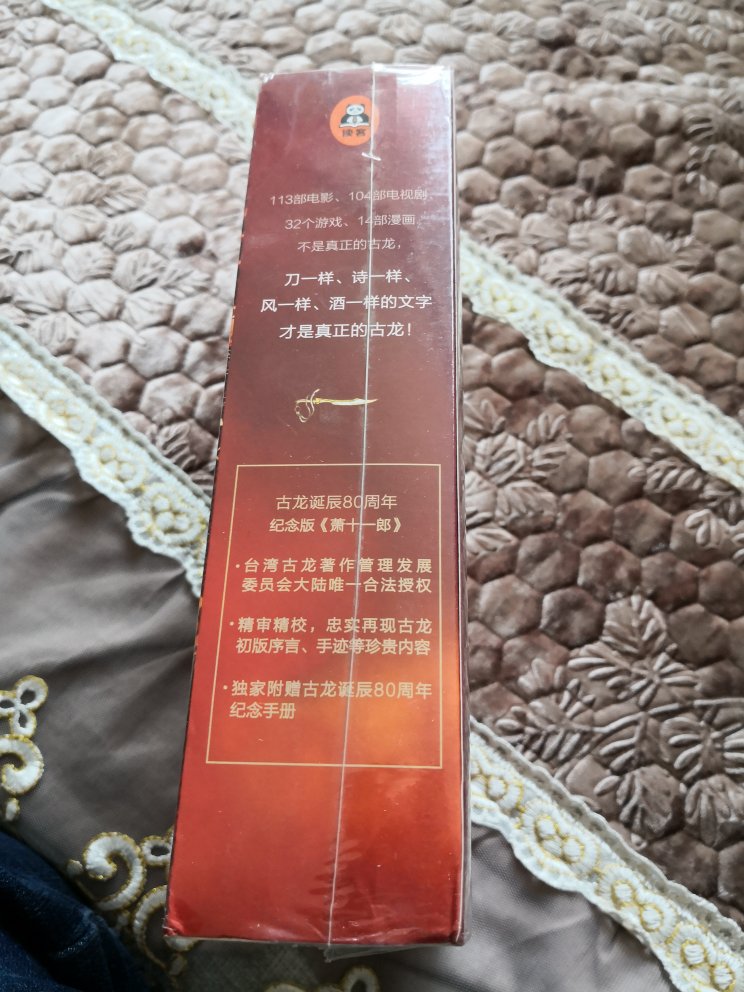 读客
113部电影、104部电视剧、
32个游戏、14部漫画，
不是真正的古龙，
刀一样、诗一样、
风一样、酒一样的文字
才是真正的古龙！
古龙诞辰80周年
纪念版《萧十一郎》
·台湾古龙著作管理发展
委员会大陆唯一合法授权
·精审精校，忠实再现古龙
初版序言、手迹等珍贵内容
·独家附赠古龙诞辰80周年
纪念手册